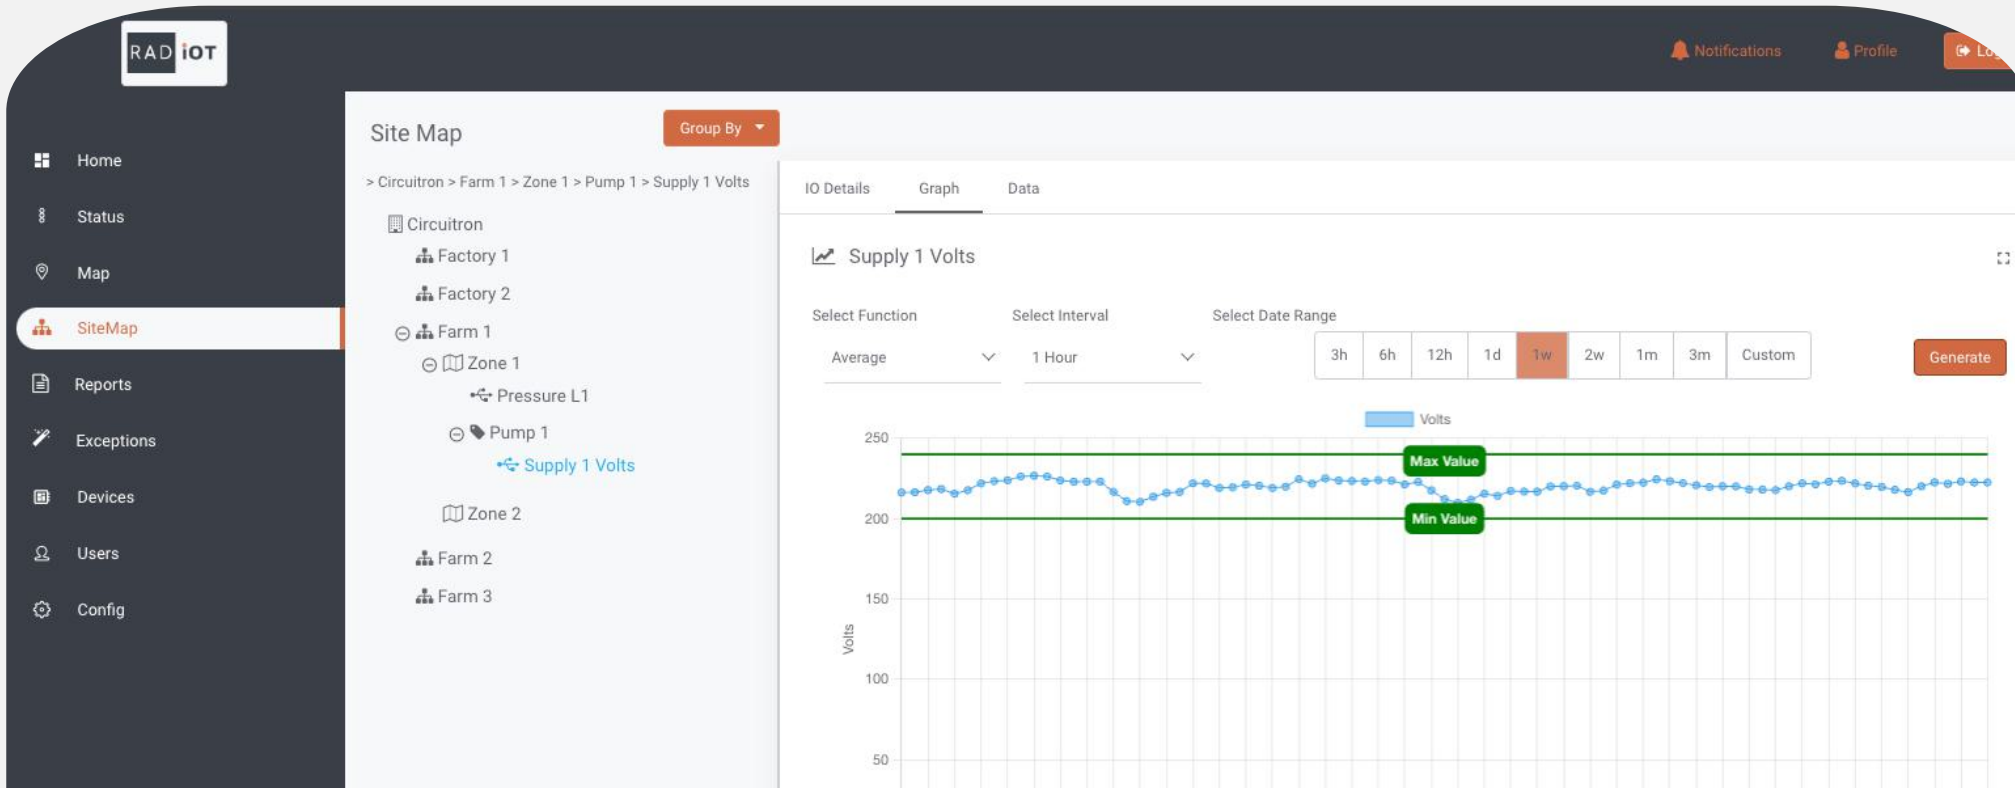 RAD iOT
Notifications
Profile
Home
Status
Map
SiteMap
Reports
Exceptions
Devices
Users
Config
Site Map
Group By
> Circuitron > Farm 1 > Zone 1 > Pump 1 > Supply 1 Volts
Circuitron
Factory 1
Factory 2
Farm 1
Zone 1
Pressure L1
Pump 1
Supply 1 Volts
Zone 2
Farm 2
Farm 3
IO Details Graph Data
Supply 1 Volts
Select Function Select Interval Select Date Range
Average 1 Hour 3h 6h 12h 1d 1w 2w 1m 3m Custom Generate
Volts
250
Max Value
200
Min Value
150
Volts
100
50